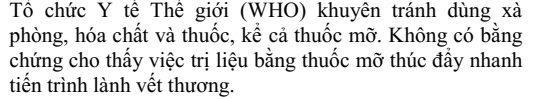 Tổ chức Y tế Thế giới (WHO) khuyên tránh dùng xà
phòng, hóa chất và thuốc, kể cả thuốc mỡ. Không có bằng
chứng cho thấy việc trị liệu bằng thuốc mỡ thúc đẩy nhanh
tiến trình lành vết thương.